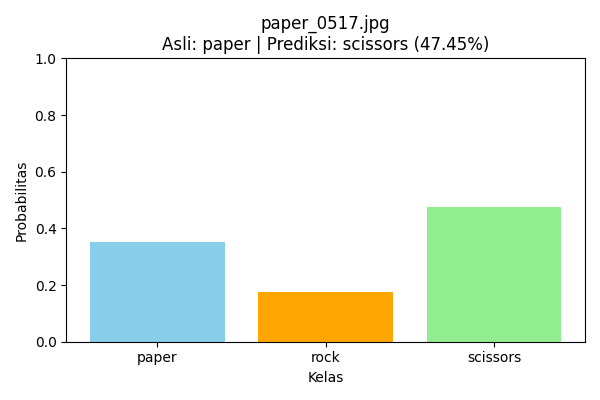 paper_0517.jpg
Asli: paper | Prediksi: scissors (47.45%)
1.0
0.8
0.6
0.4
0.2
0.0
Probabilitas
paper
rock
scissors
Kelas